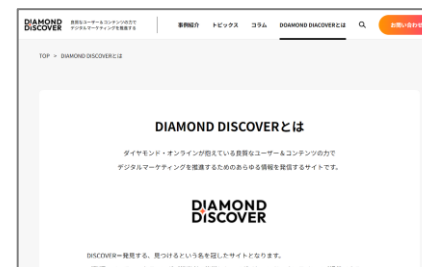 DIAMOND DISCOVER
良質なユーザー&コンテンツの力で
デジタルマーケティングを推進する
事例紹介 トピックス コラム DOAMOND DIACOVERとは お問い合わせ
TOP > DIAMOND DISCOVERとは
DIAMOND DISCOVERとは
ダイヤモンド・オンラインが抱えている良質なユーザー&コンテンツの力で
デジタルマーケティングを推進するためのあらゆる情報を発信するサイトです。
DIAMOND
DISCOVER
DISCOVER=発見する、見つけるという名を冠したサイトとなります。